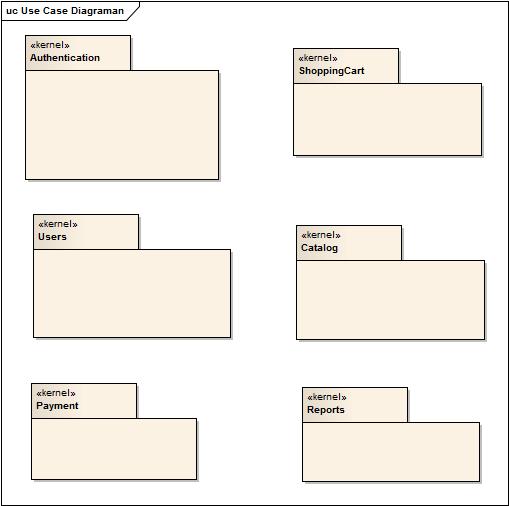 uc Use Case Diagraman
«kernel»
Authentication
«kernel»
ShoppingCart
«kernel»
Users
«kernel»
Catalog
«kernel»
Payment
«kernel»
Reports